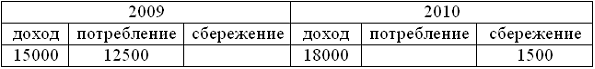 2009 2010
доход потребление сбережение доход потребление сбережение
15000 12500 18000 1500